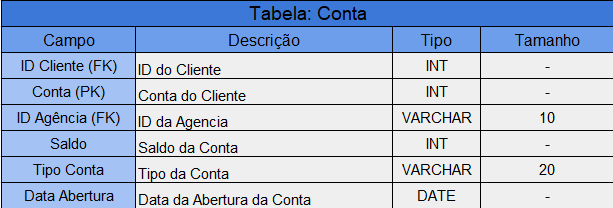 Tabela: Conta
Campo Descrição Tipo Tamanho
ID Cliente (FK) ID do Cliente INT -
Conta (PK) Conta do Cliente INT -
ID Agência (FK) ID da Agencia VARCHAR 10
Saldo Saldo da Conta INT -
Tipo Conta Tipo da Conta VARCHAR 20
Data Abertura Data da Abertura da Conta DATE -